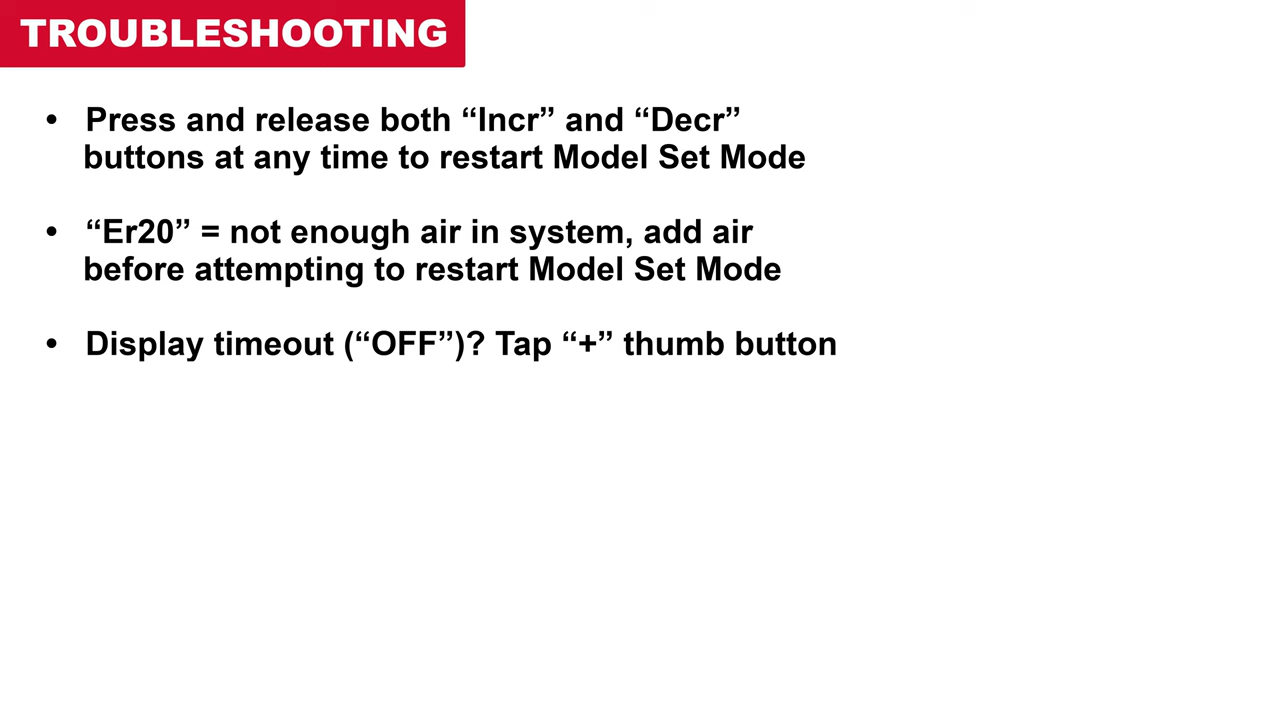 TROUBLESHOOTING
• Press and release both “Incr” and “Decr”
buttons at any time to restart Model Set Mode
• “Er20” = not enough air in system, add air
before attempting to restart Model Set Mode
• Display timeout (“OFF”)? Tap “+” thumb button